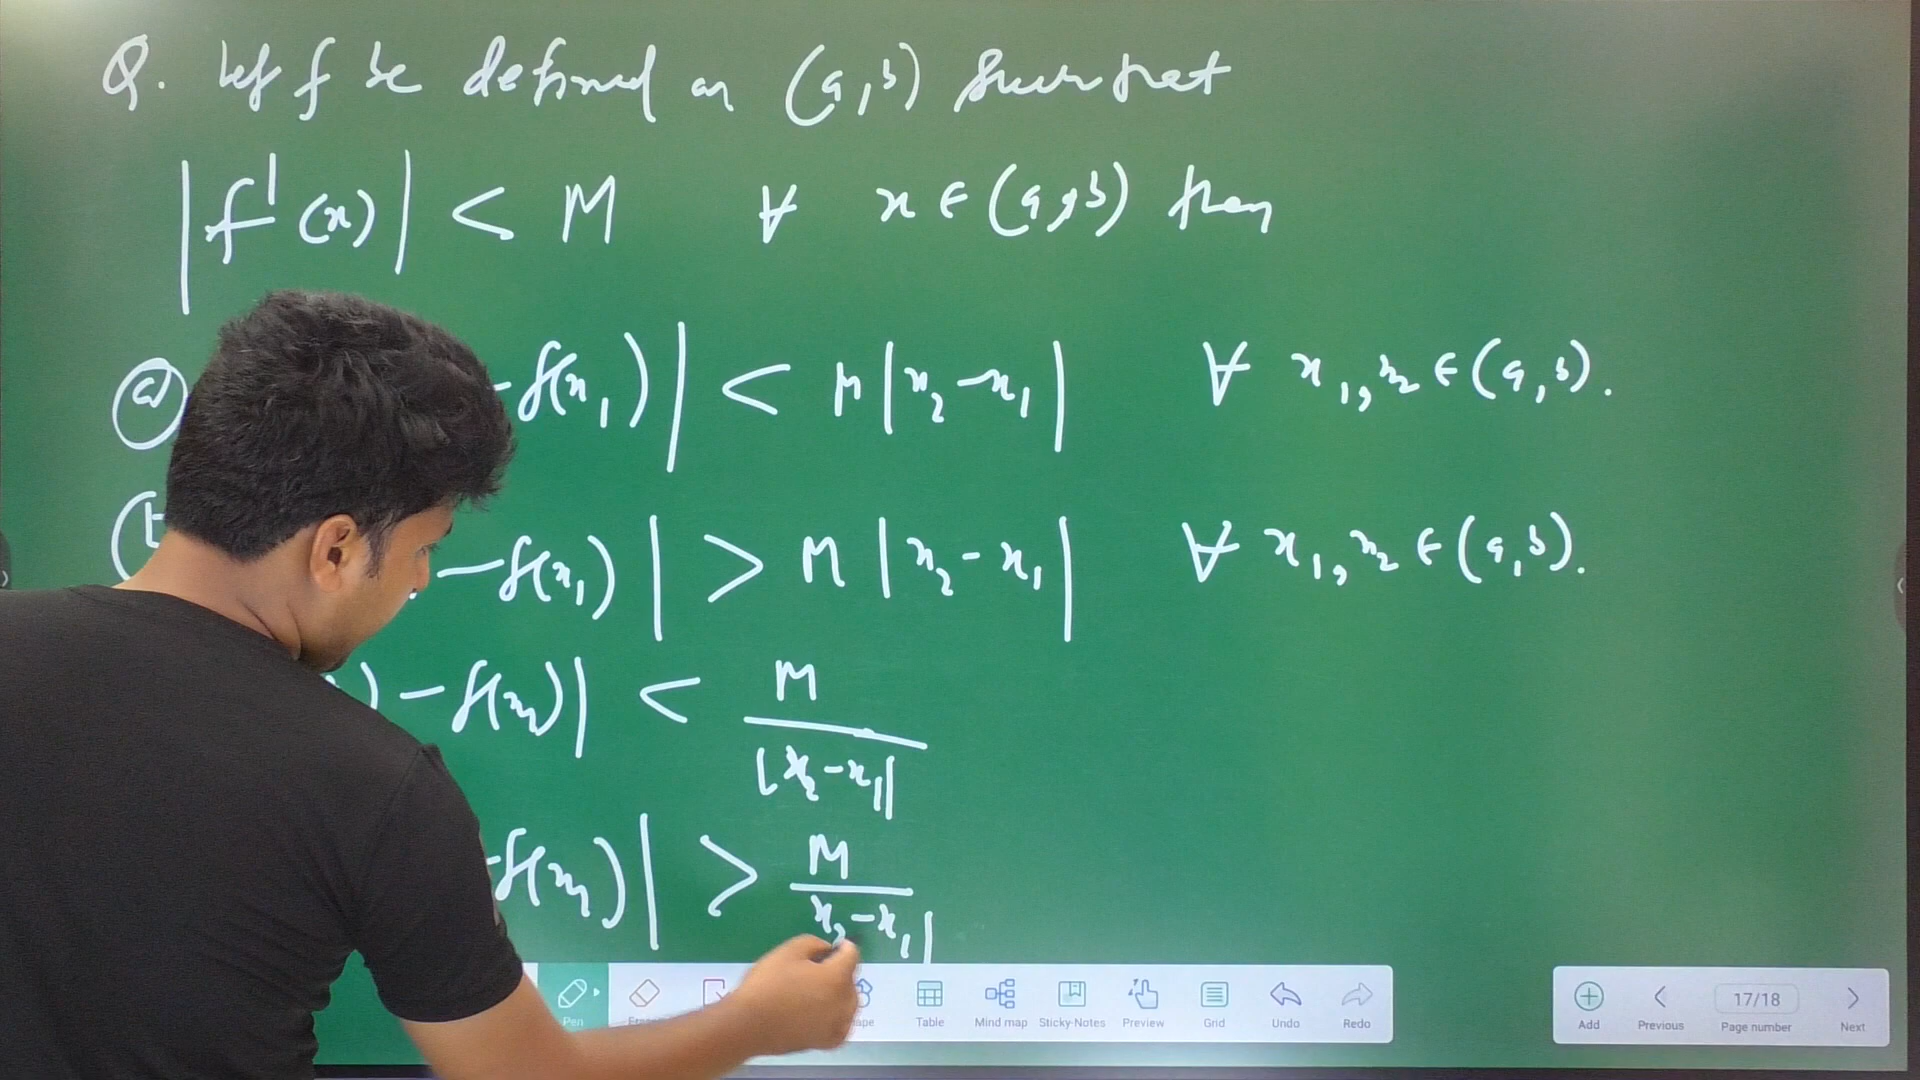 Q. Let f be defined on (a,b) such that
|f'(x)| < M ∀ x ∈ (a,b) then
(a) - f(x₁)| < M|x₂-x₁| ∀ x₁, x₂ ∈ (a,b).
(b - f(x₁)| > M|x₂-x₁| ∀ x₁, x₂ ∈ (a,b).
) - f(x₁)| < M/|x₂-x₁|
- f(x₁)| > M/x₂-x₁|
Pen
Table
Mind map
Sticky-Notes
Preview
Grid
Undo
Redo
Add
Previous
17/18
Page number
Next